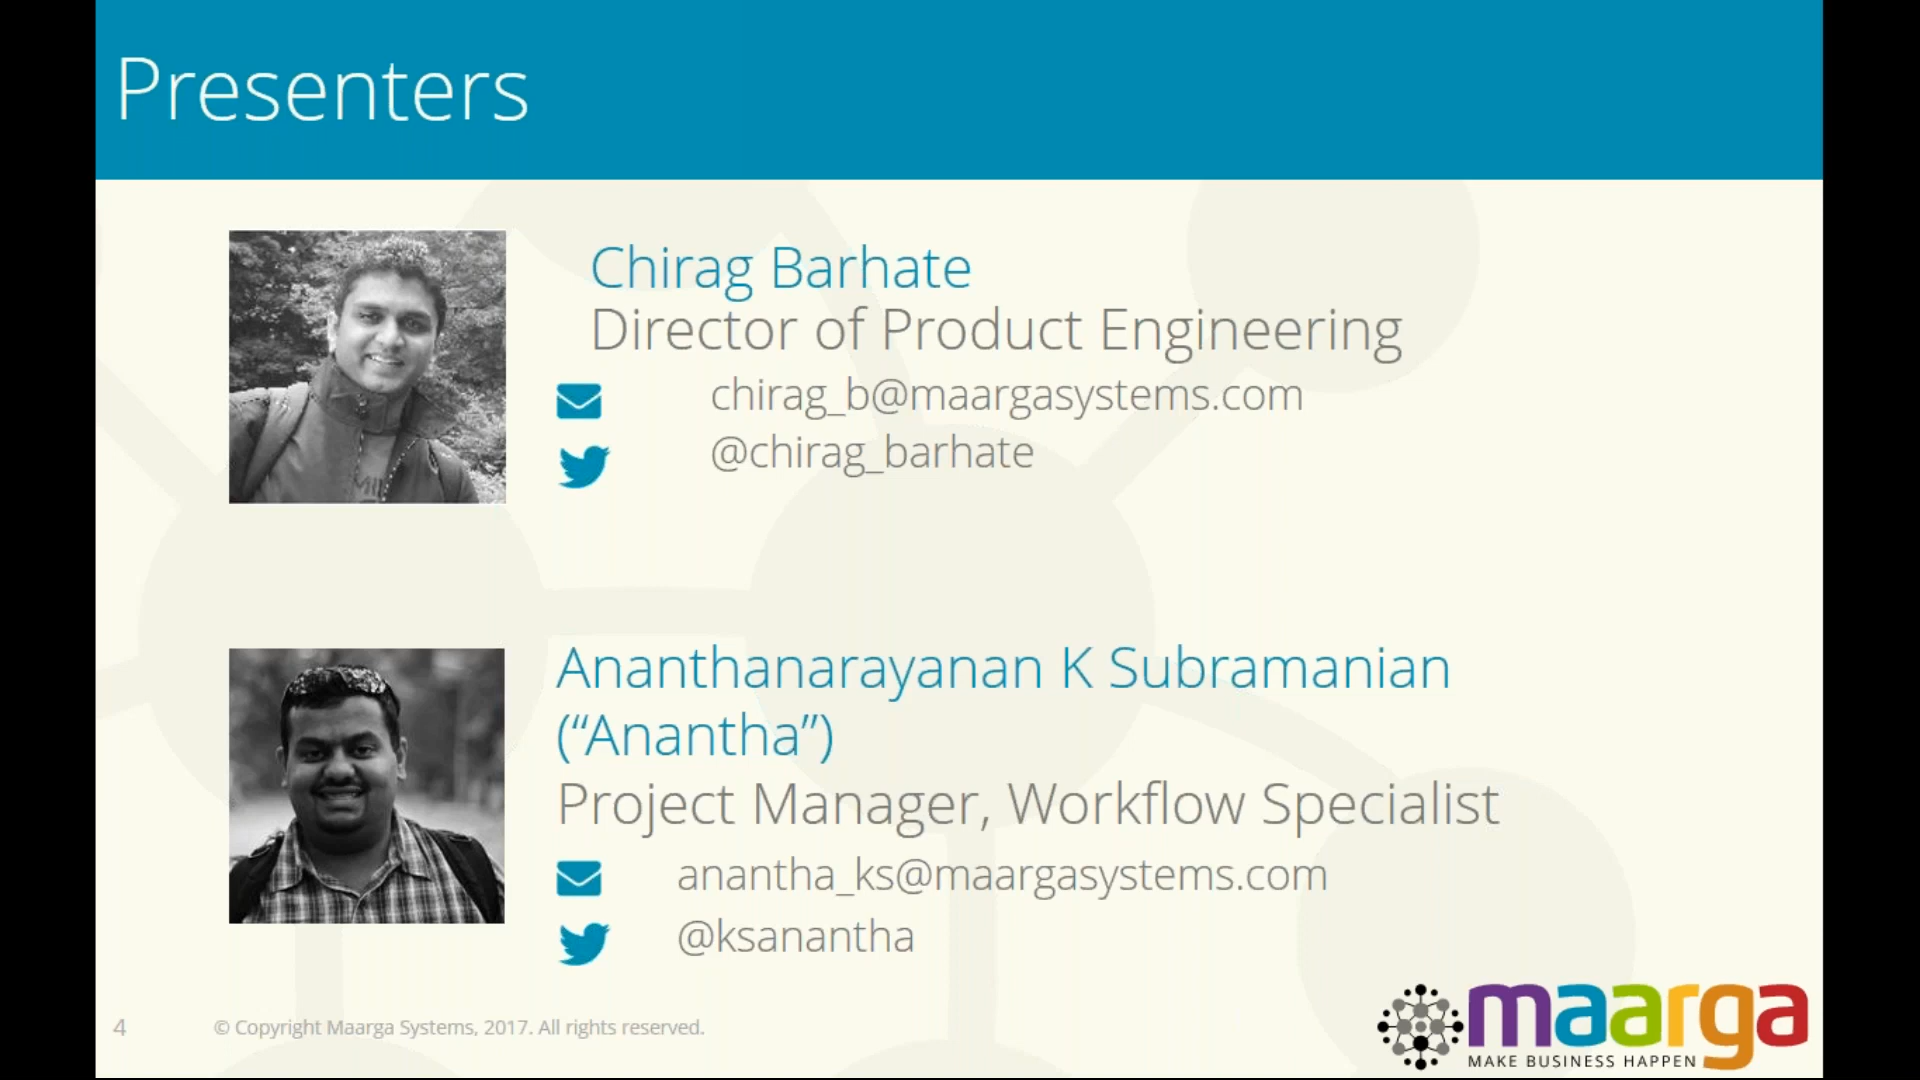 Presenters
Chirag Barhate
Director of Product Engineering
chirag_b@maargasystems.com
@chirag_barhate
Ananthanarayanan K Subramanian
(“Anantha”)
Project Manager, Workflow Specialist
anantha_ks@maargasystems.com
@ksanantha
4
© Copyright Maarga Systems, 2017. All rights reserved.
maarga
MAKE BUSINESS HAPPEN